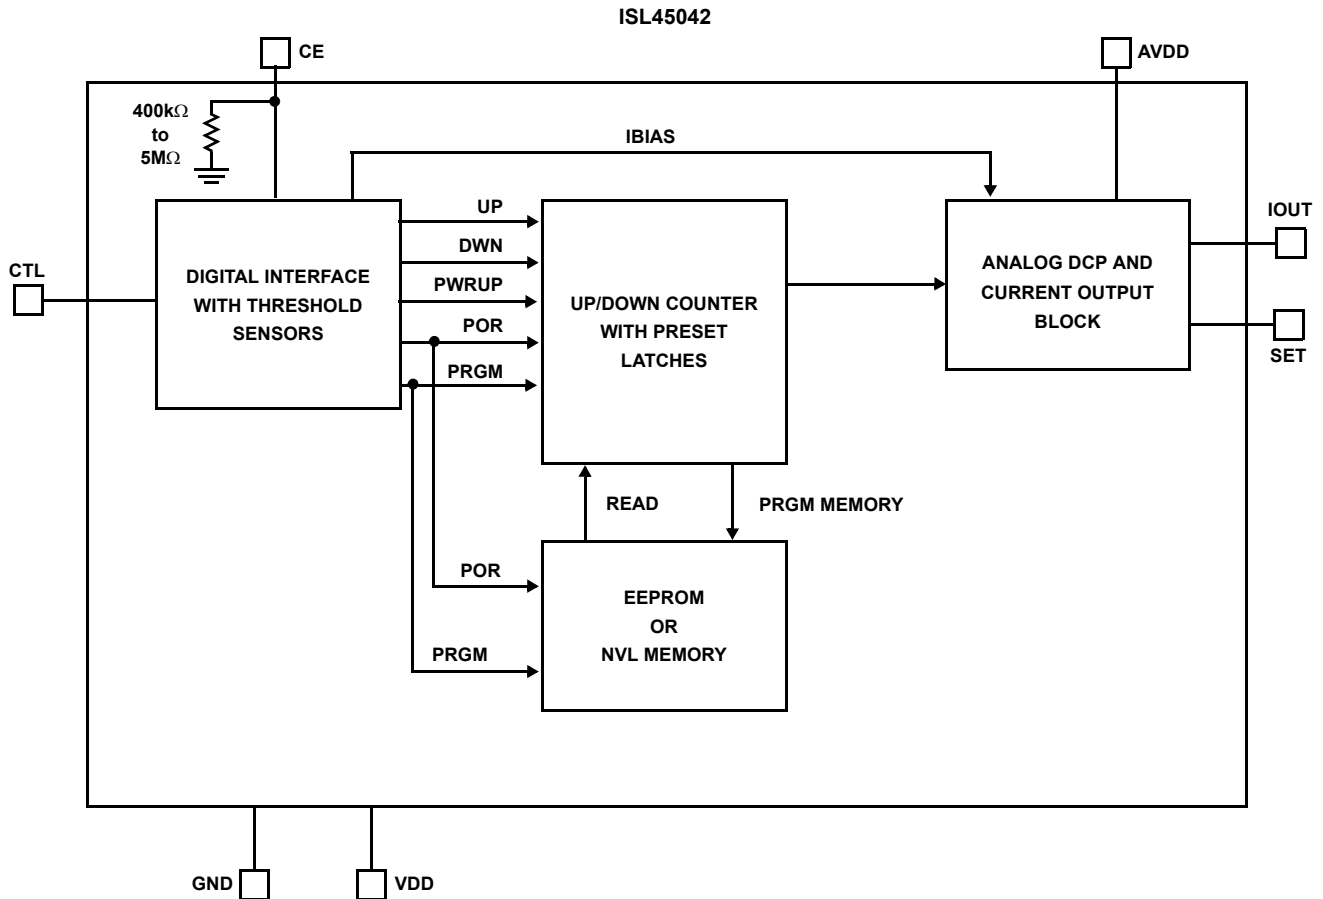 ISL45042
CE
AVDD
400kΩ
to
5MΩ
IBIAS
UP
DWN
PWRUP
POR
PRGM
CTL
DIGITAL INTERFACE
WITH THRESHOLD
SENSORS
UP/DOWN COUNTER
WITH PRESET
LATCHES
ANALOG DCP AND
CURRENT OUTPUT
BLOCK
IOUT
SET
READ
PRGM MEMORY
POR
PRGM
EEPROM
OR
NVL MEMORY
GND
VDD